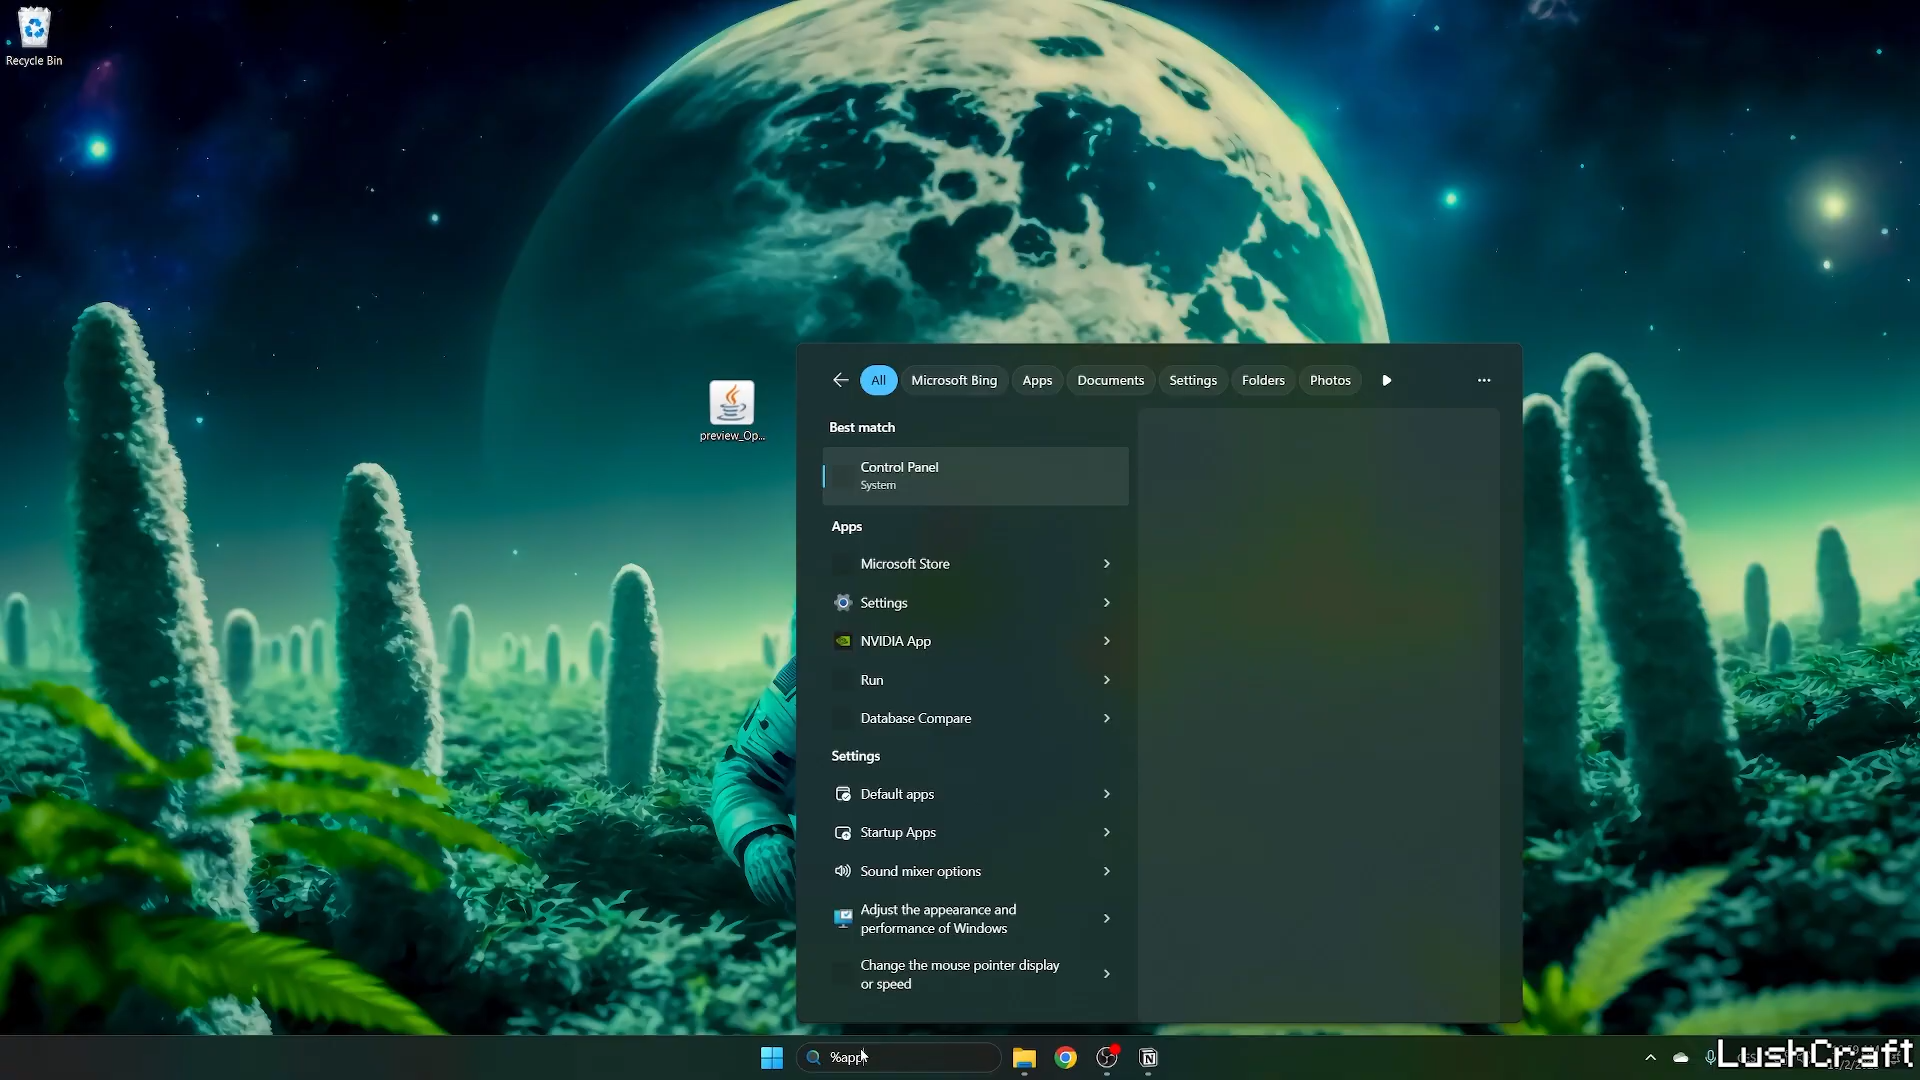 Recycle Bin
preview_Op...
All
Microsoft Bing
Apps
Documents
Settings
Folders
Photos
Best match
Control Panel
System
Apps
Microsoft Store
Settings
NVIDIA App
Run
Database Compare
Settings
Default apps
Startup Apps
Sound mixer options
Adjust the appearance and
performance of Windows
Change the mouse pointer display
or speed
%app
LushCraft